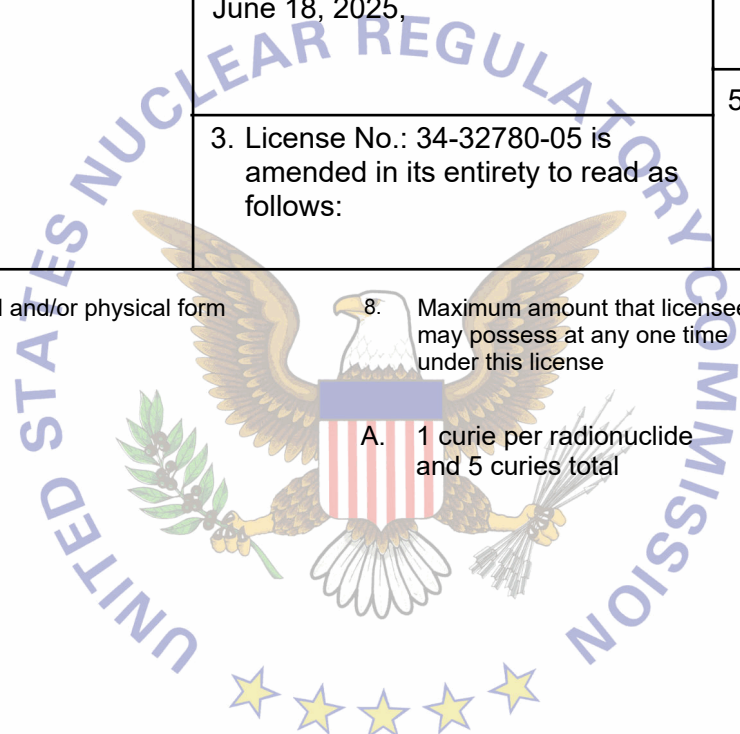 June 18, 2025,
5
3. License No.: 34-32780-05 is
amended in its entirety to read as
follows:
and/or physical form
8. Maximum amount that licensee
may possess at any one time
under this license
A. 1 curie per radionuclide
and 5 curies total
UNITED STATES NUCLEAR REGULATORY COMMISSION